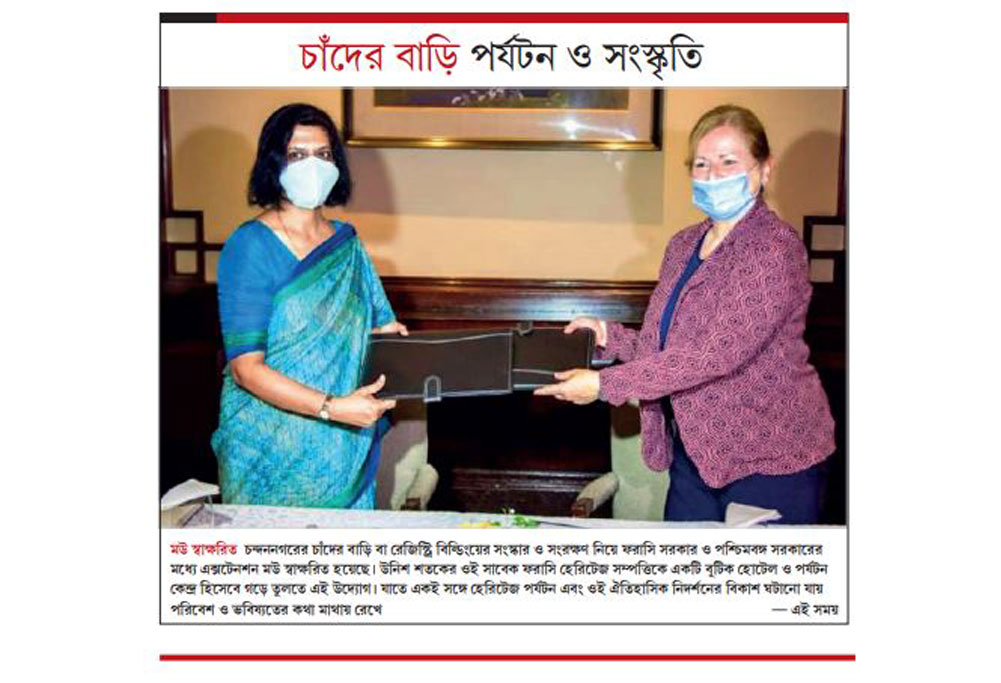 চাঁদের বাড়ি পর্যটন ও সংস্কৃতি
মউ স্বাক্ষরিত চন্দননগরের চাঁদের বাড়ি বা রেজিস্ট্রি বিল্ডিংয়ের সংস্কার ও সংরক্ষণ নিয়ে ফরাসি সরকার ও পশ্চিমবঙ্গ সরকারের
মধ্যে এক্সটেনশন মউ স্বাক্ষরিত হয়েছে। উনিশ শতকের ওই সাবেক ফরাসি হেরিটেজ সম্পত্তিকে একটি বুটিক হোটেল ও পর্যটন
কেন্দ্র হিসেবে গড়ে তুলতে এই উদ্যোগ। যাতে একই সঙ্গে হেরিটেজ পর্যটন এবং ওই ঐতিহাসিক নিদর্শনের বিকাশ ঘটানো যায়
পরিবেশ ও ভবিষ্যতের কথা মাথায় রেখে — এই সময়